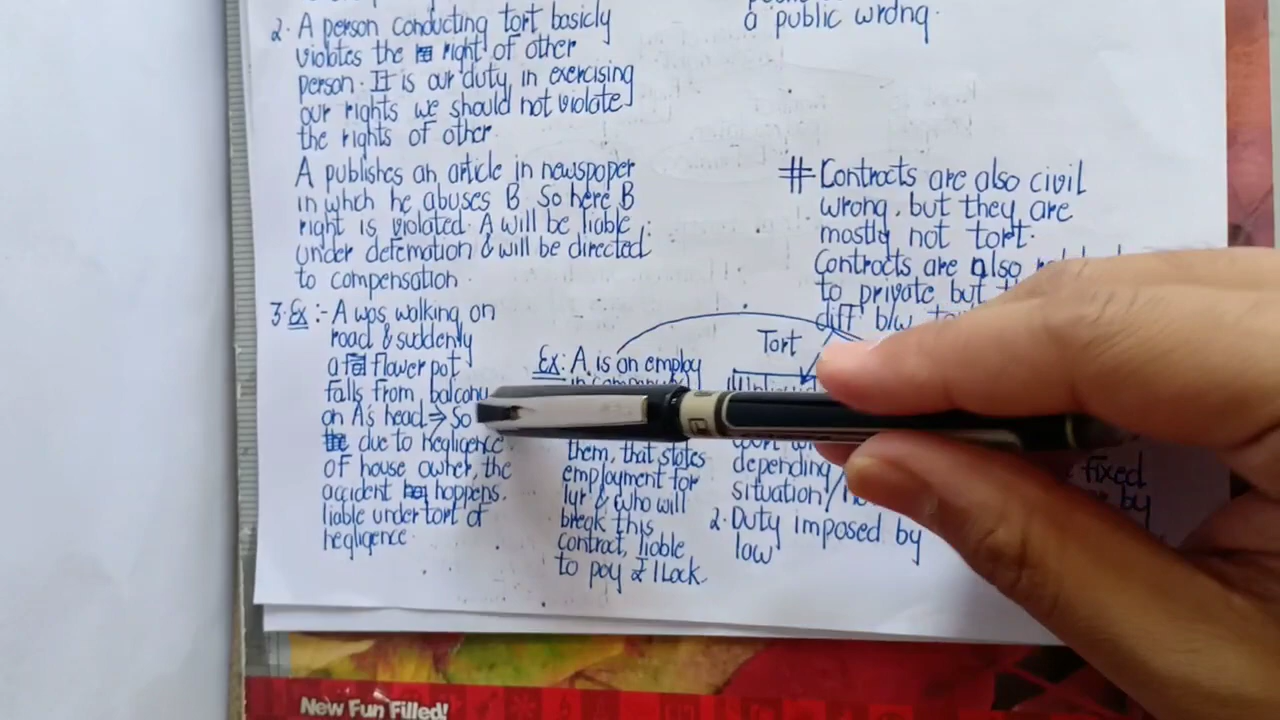 2. A person conducting tort basicly
violates the right of other
person. It is our duty in exercising
our rights we should not violate
the rights of other.
A publishes an article in newspaper
in which he abuses B. So here B
right is violated. A will be liable
under defemation & will be directed
to compensation.
3. Ex :- A was walking on
road & suddenly
a flower pot
falls from balcony
on A's head ⇒ So
due to negligence
of house owner, the
accident happens.
liable under tort of
negligence.
Ex: A is an employ
in company
them, that states
employment for
1yr & who will
break this
contract, liable
to pay ₹ 1 Lack.
a public wrong.
# Contracts are also civil
wrong, but they are
mostly not tort.
Contracts are also
to private but
diff b/w
Tort
depending
situation/
2. Duty imposed by
law
fixed
by
New Fun Filled!